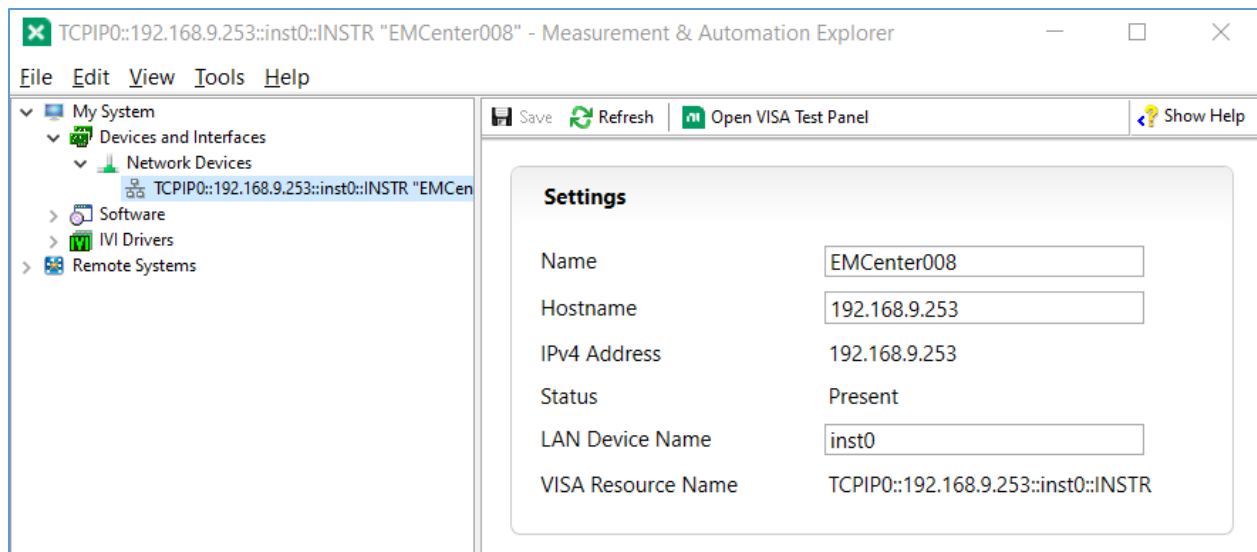 TCPIP0::192.168.9.253::inst0::INSTR "EMCenter008" - Measurement & Automation Explorer
File Edit View Tools Help
My System
Devices and Interfaces
Network Devices
TCPIP0::192.168.9.253::inst0::INSTR "EMCen
Software
IVI Drivers
Remote Systems
Save Refresh Open VISA Test Panel Show Help
Settings
Name EMCenter008
Hostname 192.168.9.253
IPv4 Address 192.168.9.253
Status Present
LAN Device Name inst0
VISA Resource Name TCPIP0::192.168.9.253::inst0::INSTR